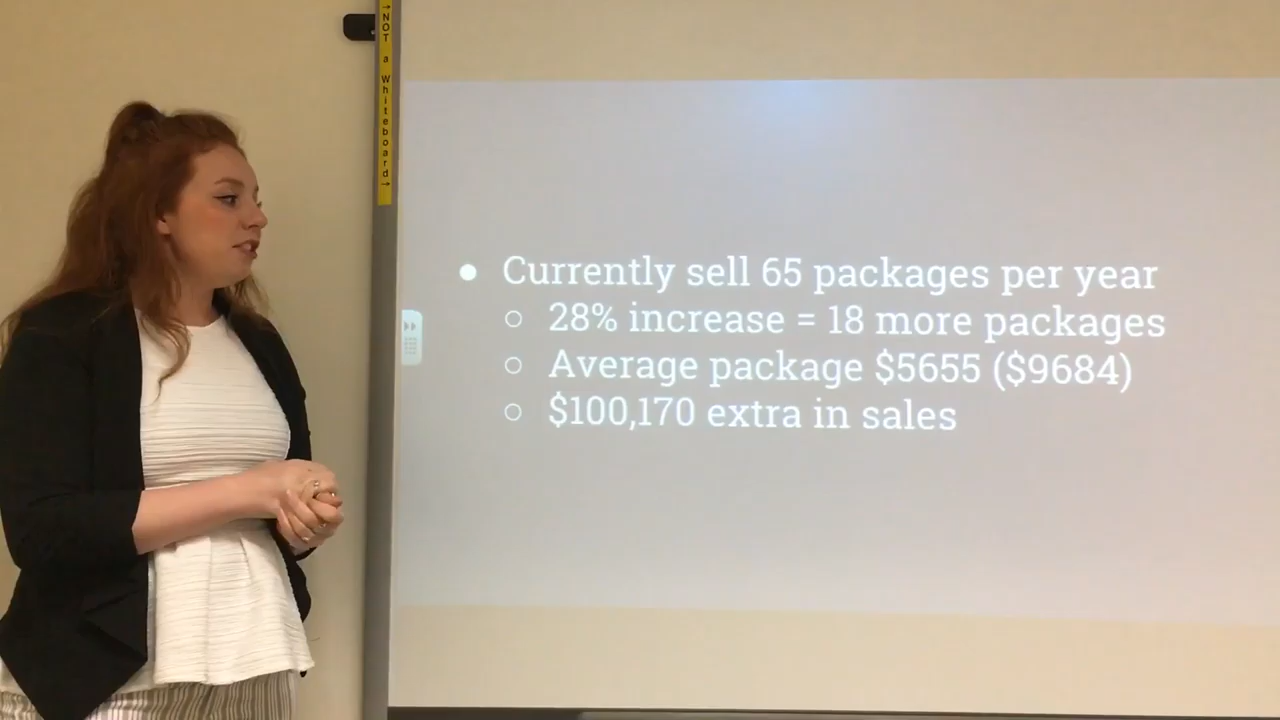 →NOT a Whiteboard→
● Currently sell 65 packages per year
○ 28% increase = 18 more packages
○ Average package $5655 ($9684)
○ $100,170 extra in sales